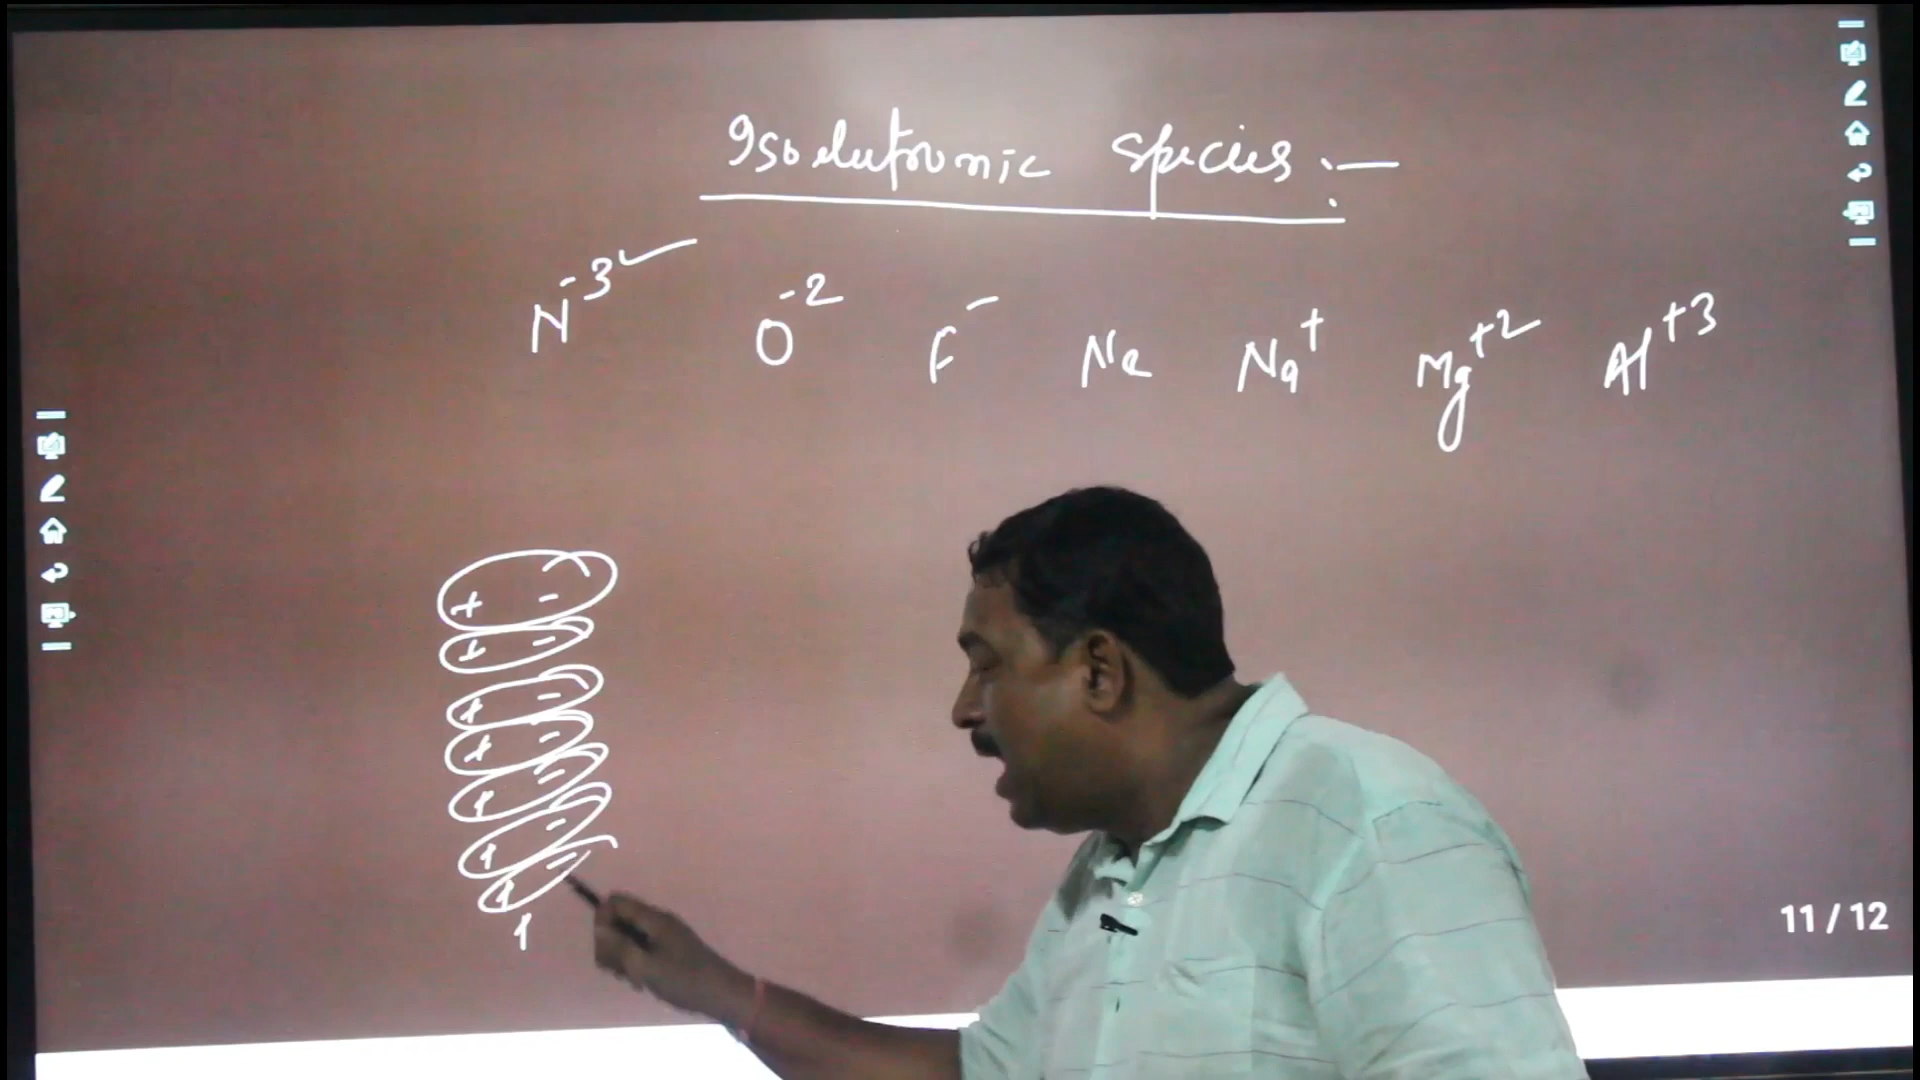 Isoelectronic species :-
N-3 O-2 F- Ne Na+ Mg+2 Al+3
+ -
+ -
+ -
+ -
+ -
+ -
+ -
+
11 / 12